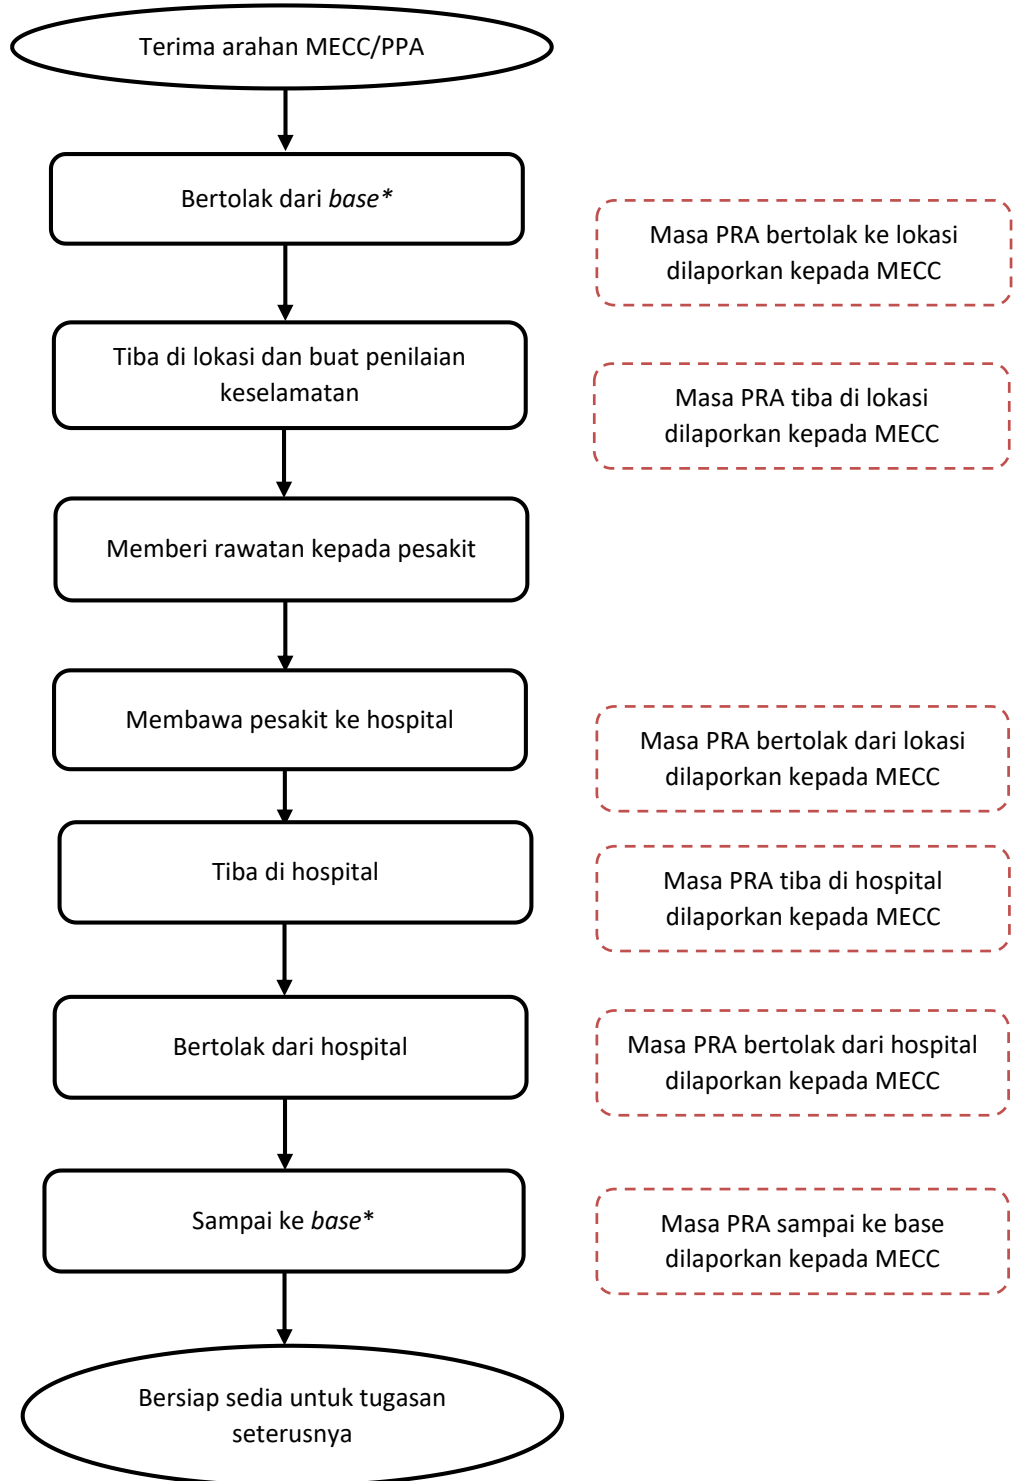 Terima arahan MECC/PPA
Bertolak dari base*
Masa PRA bertolak ke lokasi
dilaporkan kepada MECC
Tiba di lokasi dan buat penilaian
keselamatan
Masa PRA tiba di lokasi
dilaporkan kepada MECC
Memberi rawatan kepada pesakit
Membawa pesakit ke hospital
Masa PRA bertolak dari lokasi
dilaporkan kepada MECC
Tiba di hospital
Masa PRA tiba di hospital
dilaporkan kepada MECC
Bertolak dari hospital
Masa PRA bertolak dari hospital
dilaporkan kepada MECC
Sampai ke base*
Masa PRA sampai ke base
dilaporkan kepada MECC
Bersiap sedia untuk tugasan
seterusnya